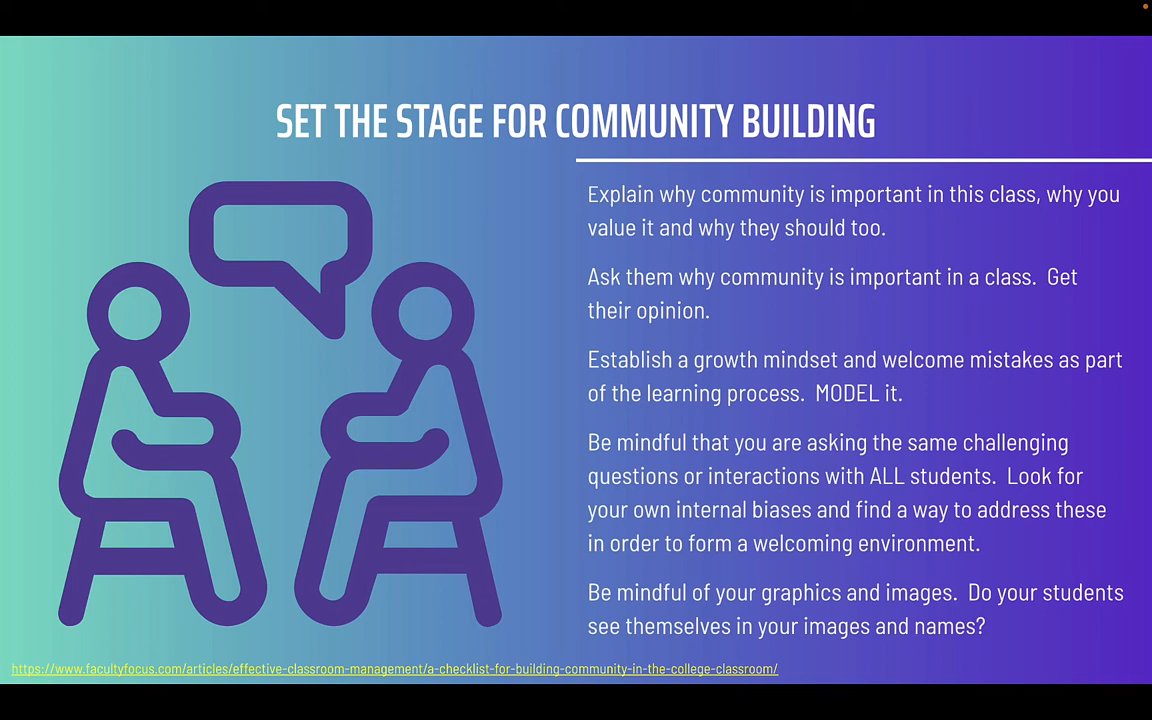 SET THE STAGE FOR COMMUNITY BUILDING
Explain why community is important in this class, why you
value it and why they should too.
Ask them why community is important in a class.  Get
their opinion.
Establish a growth mindset and welcome mistakes as part
of the learning process.  MODEL it.
Be mindful that you are asking the same challenging
questions or interactions with ALL students.  Look for
your own internal biases and find a way to address these
in order to form a welcoming environment.
Be mindful of your graphics and images.  Do your students
see themselves in your images and names?
https://www.facultyfocus.com/articles/effective-classroom-management/a-checklist-for-building-community-in-the-college-classroom/